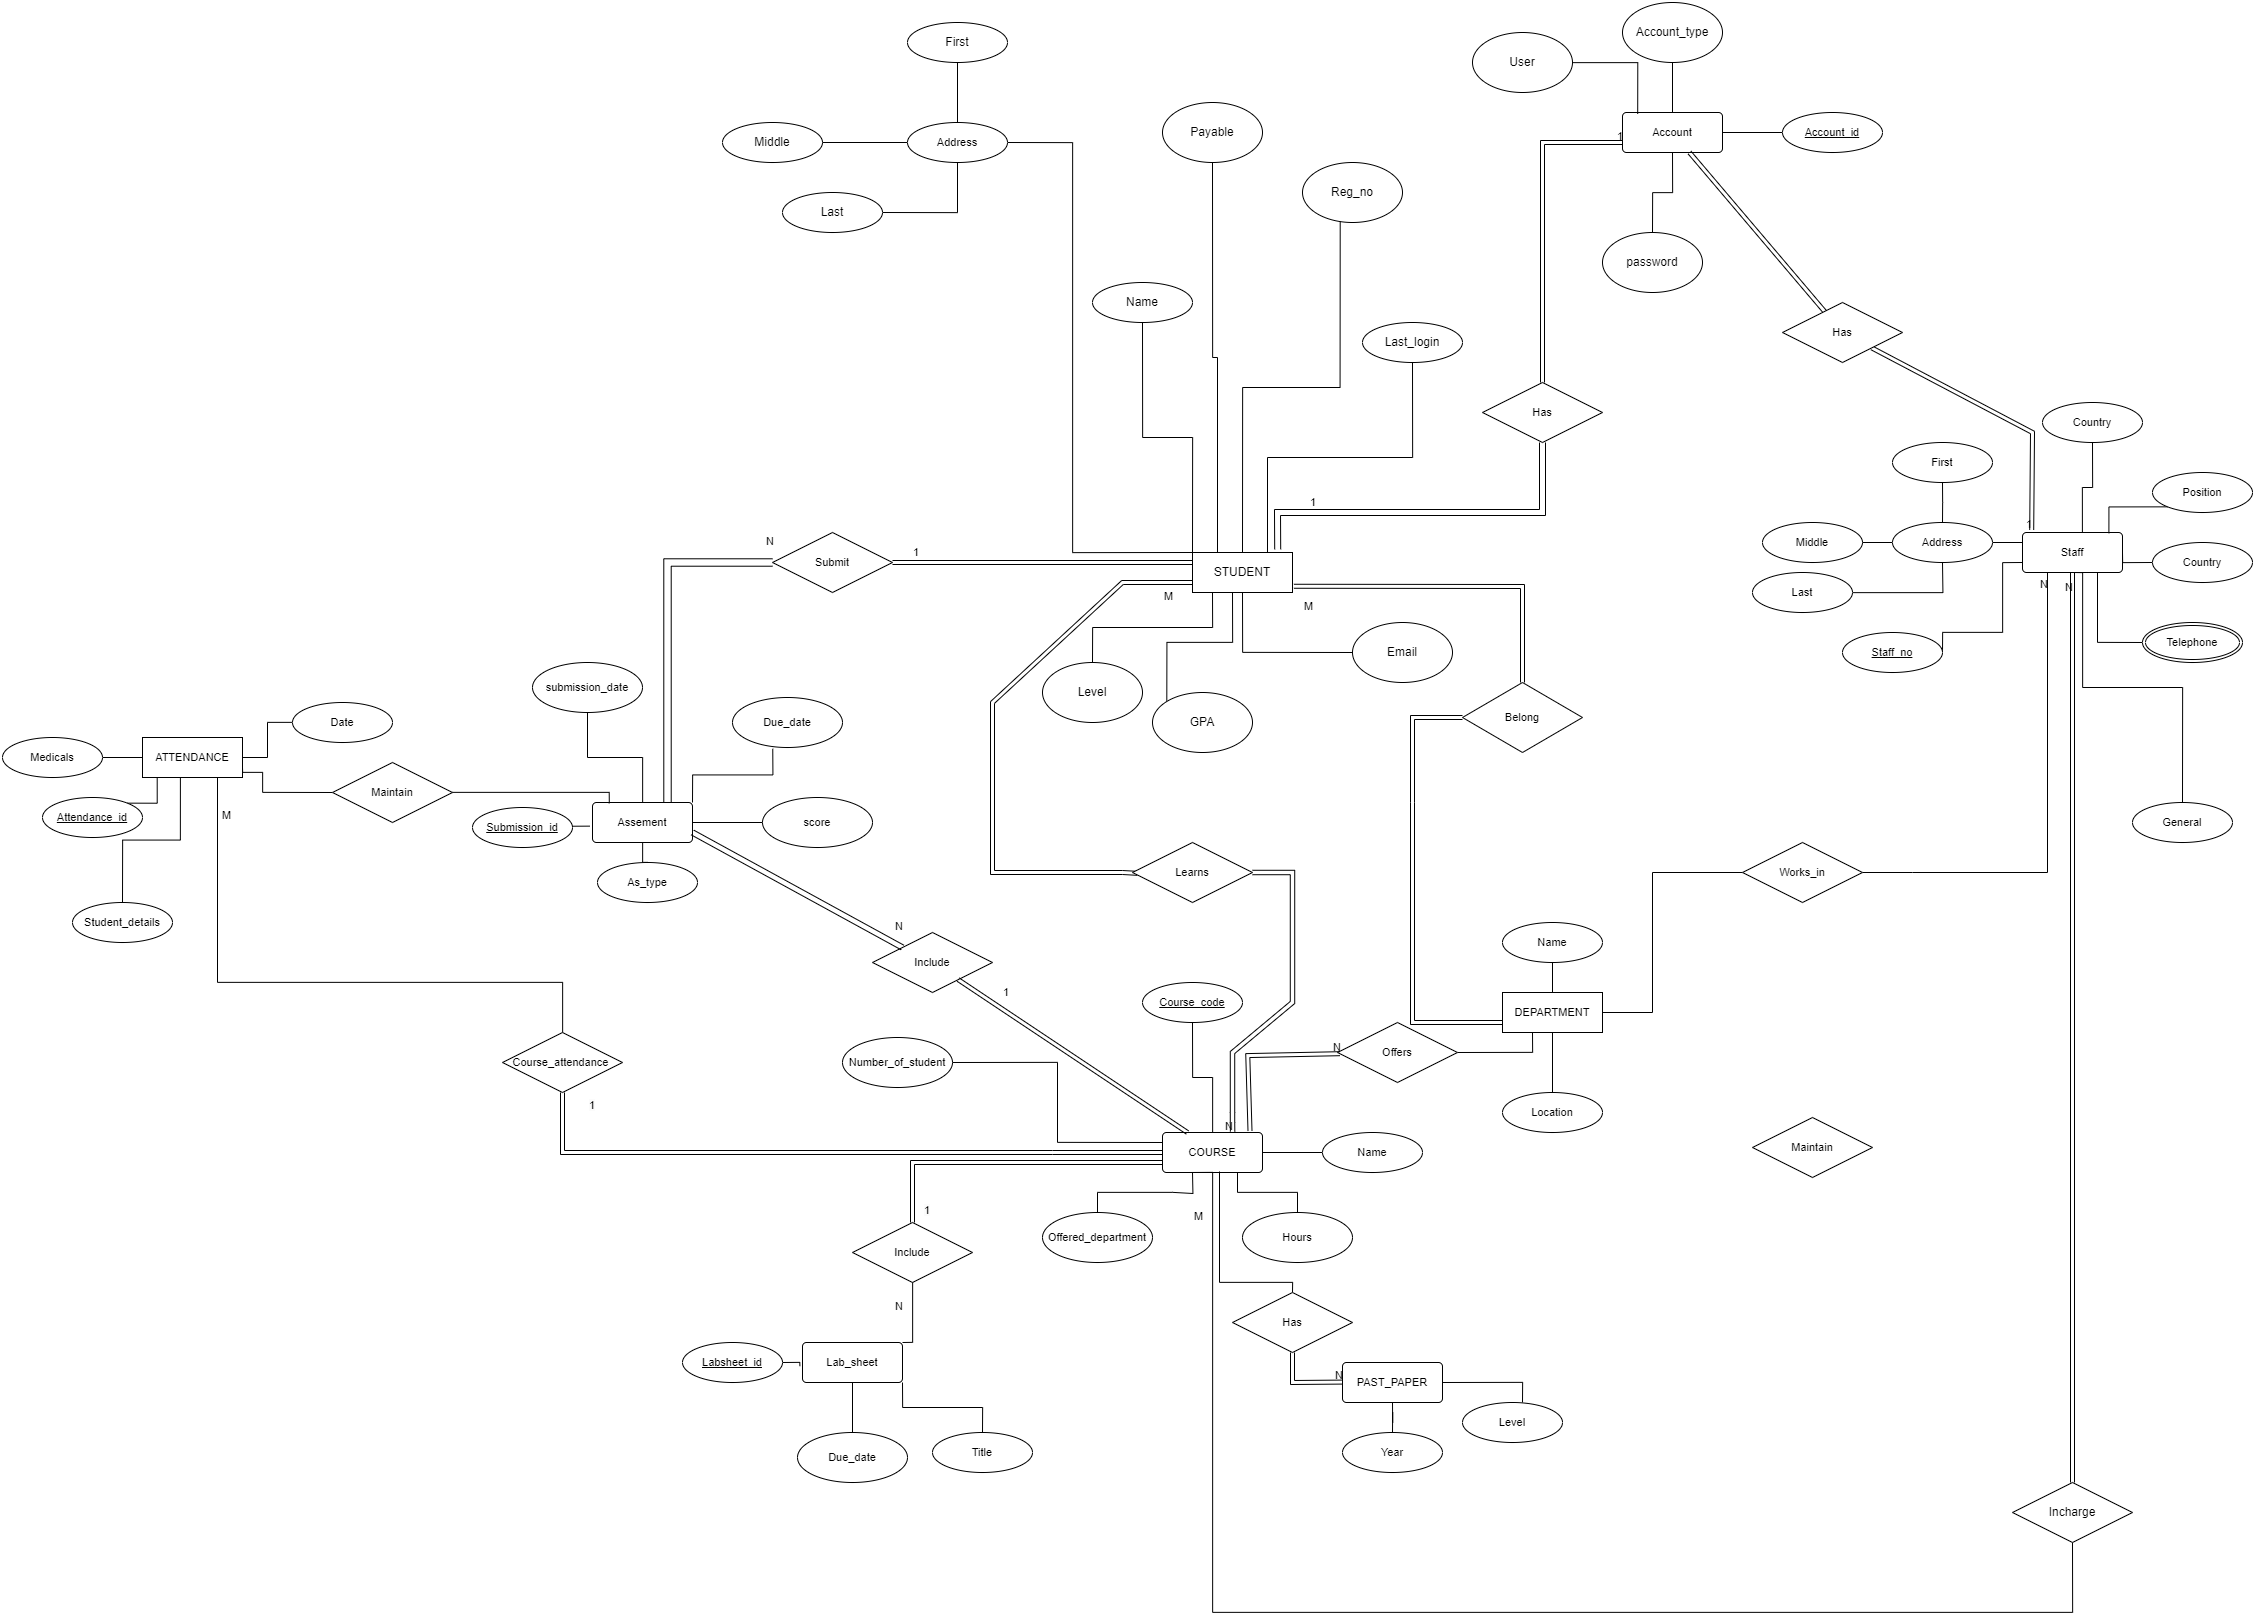 First
Account_type
User
Payable
Account
Account_id
1
Middle
Address
Reg_no
Last
password
Name
Has
Last_login
Has
Country
First
Position
1
1
Middle
Address
Staff
N
1
Submit
STUDENT
Country
N
N
Last
M
M
Telephone
Email
Staff_no
submission_date
Level
GPA
Belong
Date
Due_date
Medicals
ATTENDANCE
Maintain
Attendance_id
M
Submission_id
Assement
score
General
Learns
Works_in
As_type
Student_details
N
Name
Include
1
Course_code
DEPARTMENT
N
Offers
Course_attendance
Number_of_student
1
Location
N
Maintain
COURSE
Name
1
M
Offered_department
Hours
Include
N
Has
Labsheet_id
Lab_sheet
N
PAST_PAPER
Level
Due_date
Title
Year
Incharge